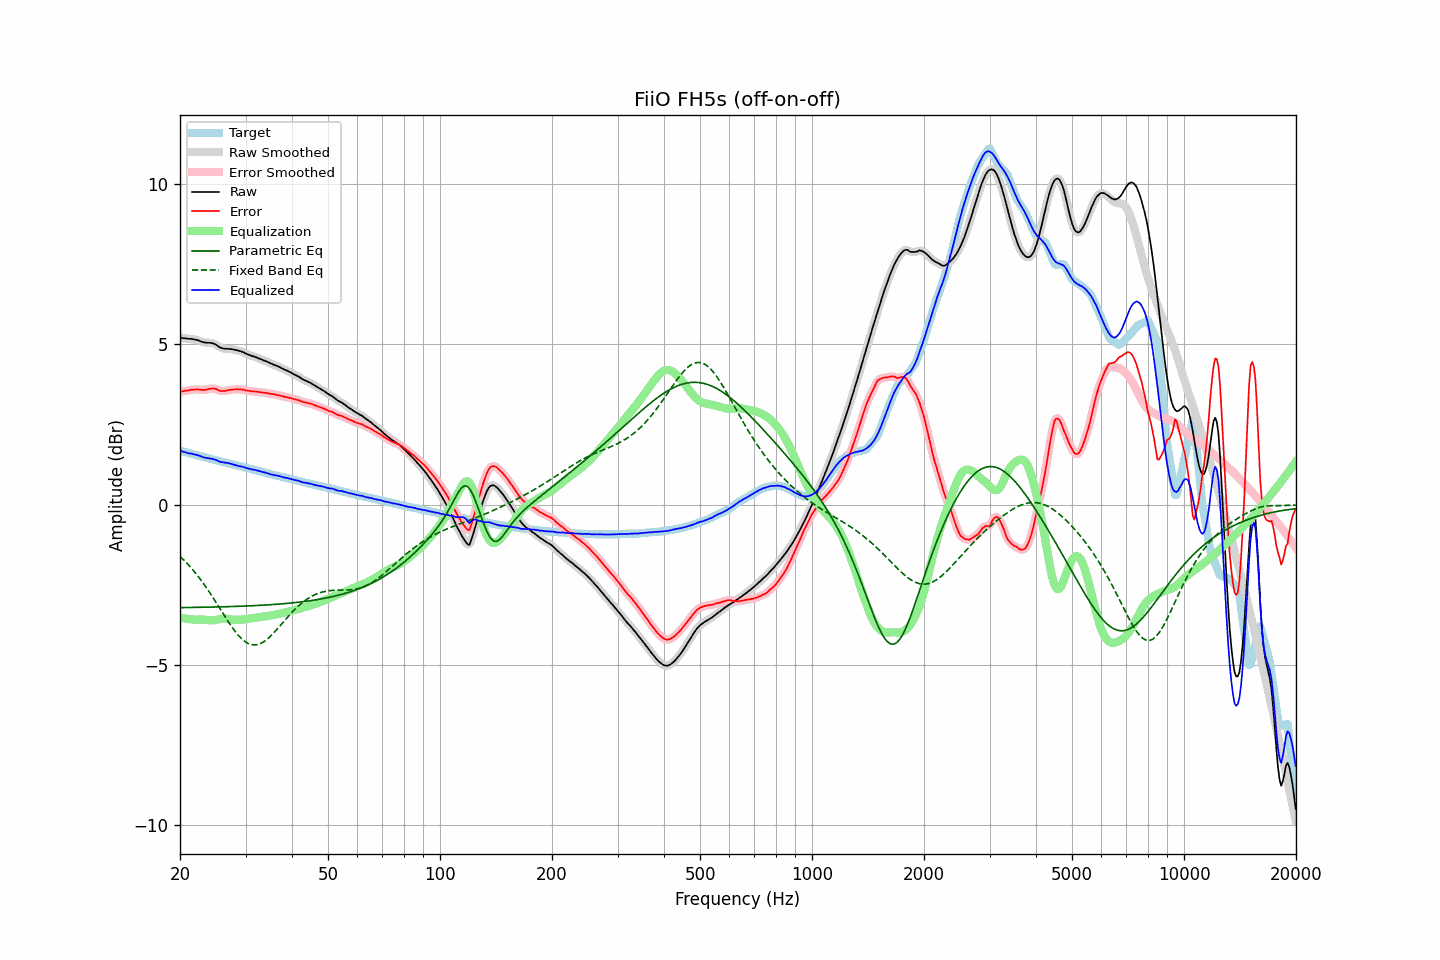 FiiO FH5s (off-on-off)
Target
Raw Smoothed
Error Smoothed
Raw
Error
Equalization
Parametric Eq
Fixed Band Eq
Equalized
10
5
0
−5
−10
Amplitude (dBr)
20 50 100 200 500 1000 2000 5000 10000 20000
Frequency (Hz)